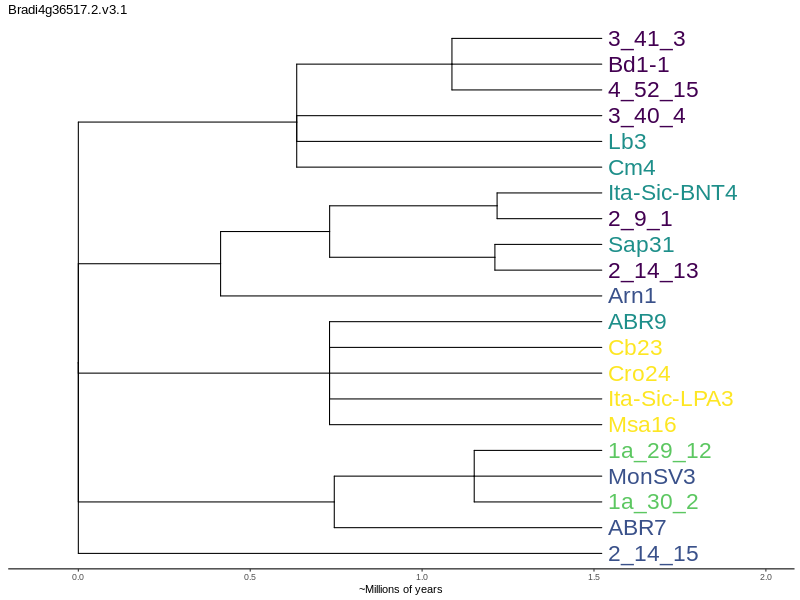 Bradi4g36517.2.v3.1
3_41_3
Bd1-1
4_52_15
3_40_4
Lb3
Cm4
Ita-Sic-BNT4
2_9_1
Sap31
2_14_13
Arn1
ABR9
Cb23
Cro24
Ita-Sic-LPA3
Msa16
1a_29_12
MonSV3
1a_30_2
ABR7
2_14_15
0.0 0.5 1.0 1.5 2.0
~Millions of years